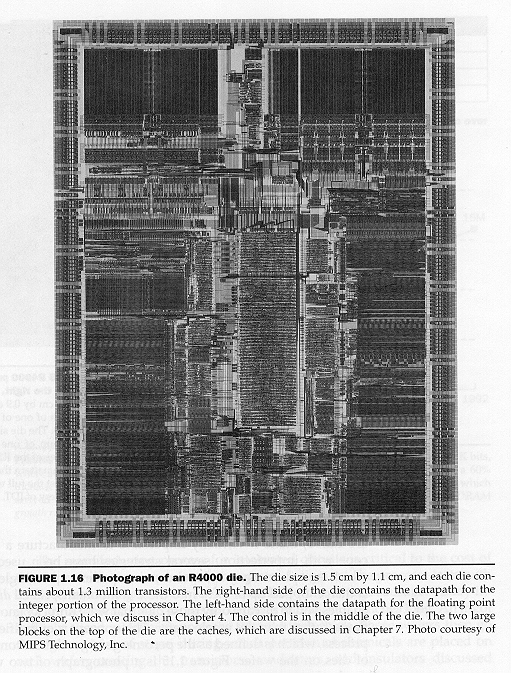 FIGURE 1.16 Photograph of an R4000 die. The die size is 1.5 cm by 1.1 cm, and each die con-
tains about 1.3 million transistors. The right-hand side of the die contains the datapath for the
integer portion of the processor. The left-hand side contains the datapath for the floating point
processor, which we discuss in Chapter 4. The control is in the middle of the die. The two large
blocks on the top of the die are the caches, which are discussed in Chapter 7. Photo courtesy of
MIPS Technology, Inc.